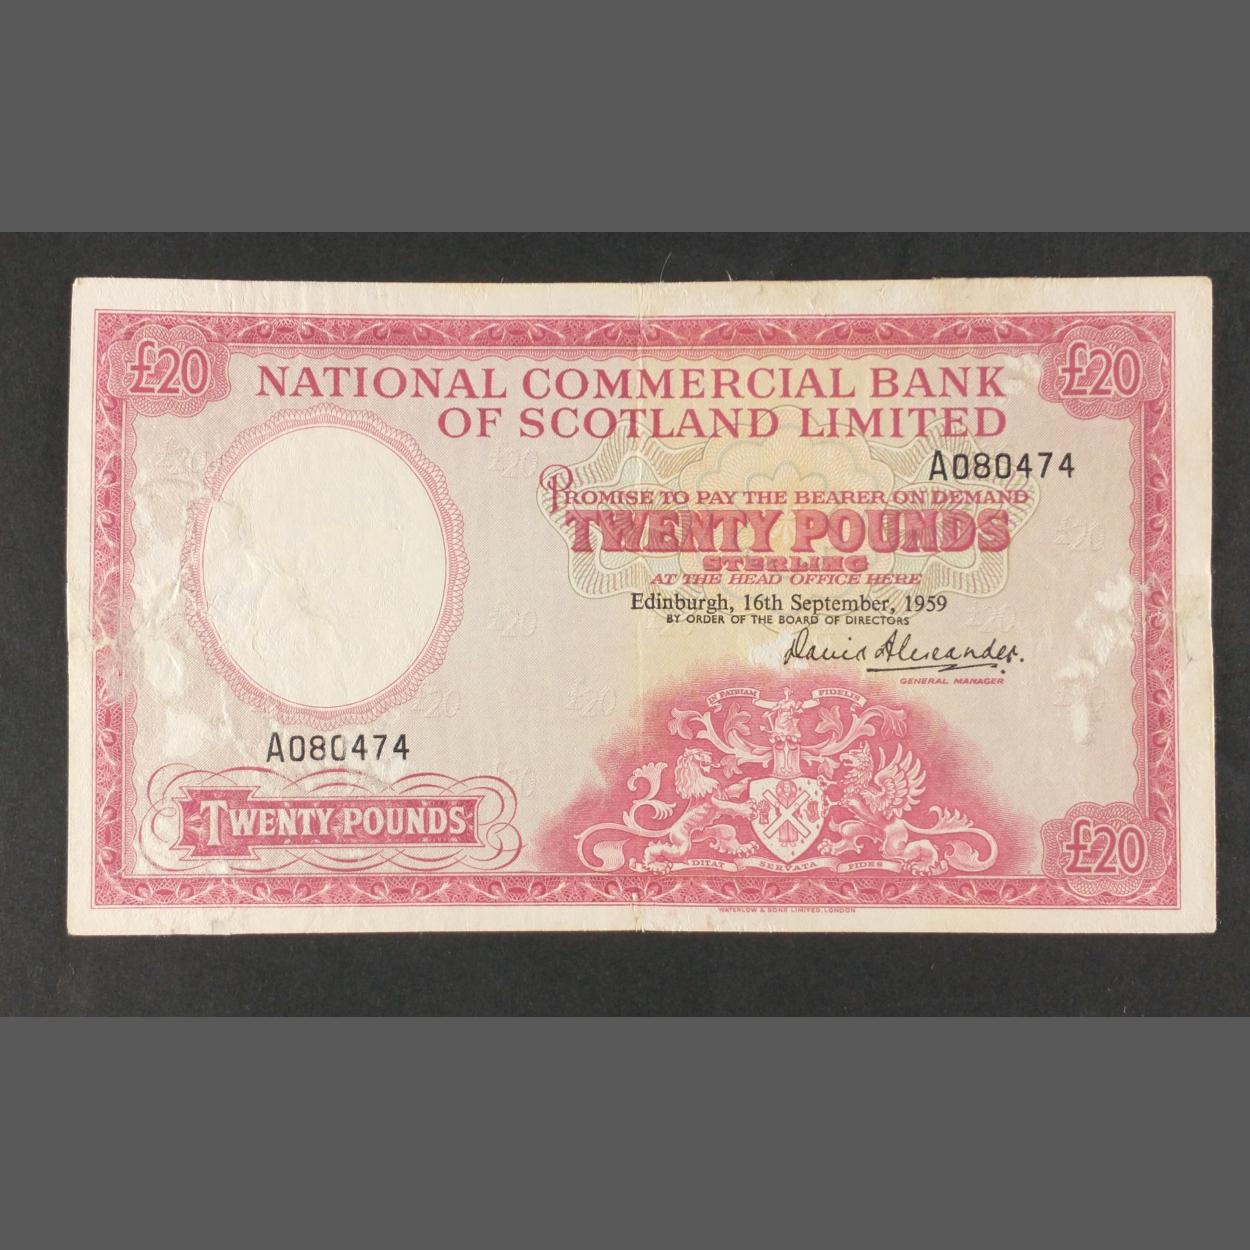 £20
£20
NATIONAL COMMERCIAL BANK
OF SCOTLAND LIMITED
A080474
PROMISE TO PAY THE BEARER ON DEMAND
TWENTY POUNDS
STERLING
AT THE HEAD OFFICE HERE
Edinburgh, 16th September, 1959
BY ORDER OF THE BOARD OF DIRECTORS
David Alexander.
GENERAL MANAGER
IN PATRIAM FIDELIS
A080474
TWENTY POUNDS
DITAT SERVATA FIDES
£20
WATERLOW & SONS LIMITED, LONDON